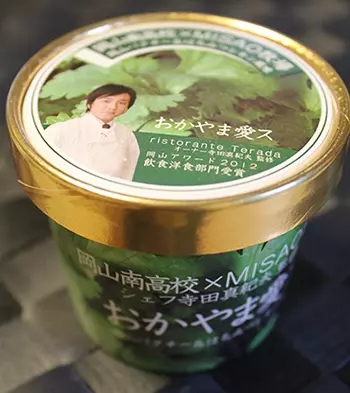 岡山南高校×MISAO
おかやま愛ス
ristorante Terada
オーナー寺田真紀夫 監修
岡山アワード2012
飲食洋食部門受賞
岡山南高校×MISAO
シェフ寺田真紀夫
おかやま愛